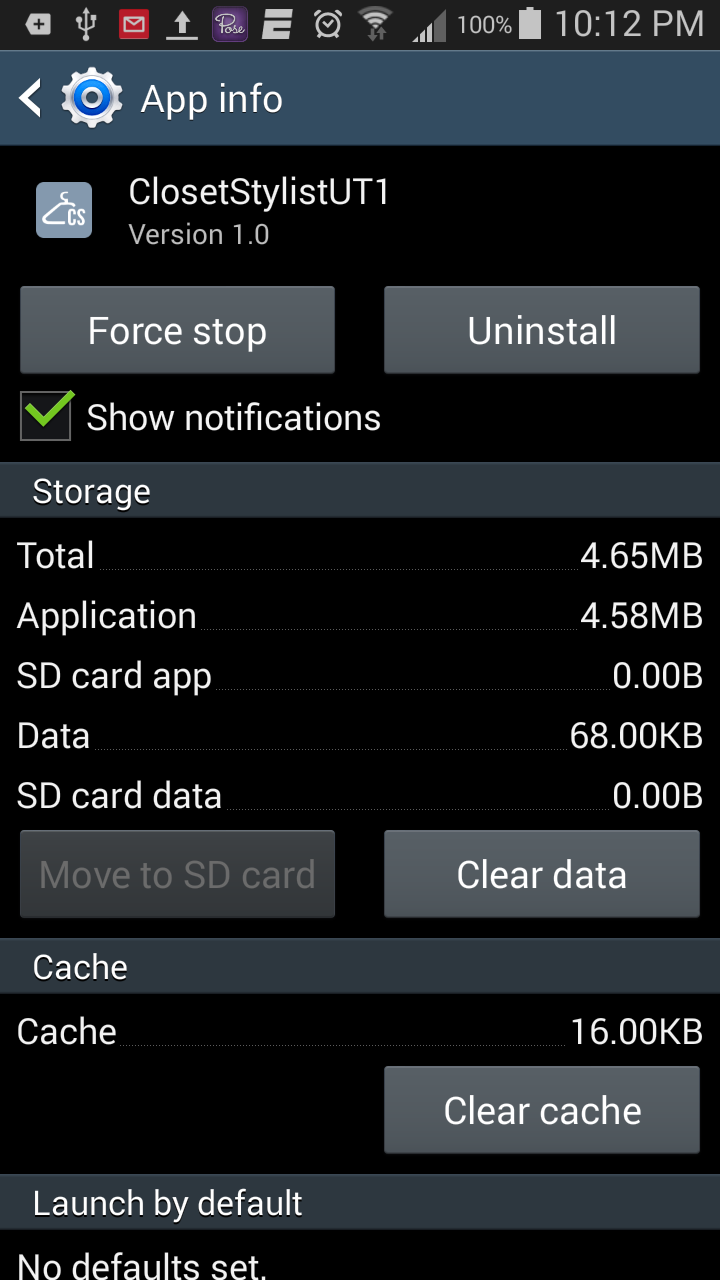 100% 10:12 PM
App info
ClosetStylistUT1
Version 1.0
CS
Force stop Uninstall
Show notifications
Storage
Total 4.65MB
Application 4.58MB
SD card app 0.00B
Data 68.00KB
SD card data 0.00B
Move to SD card Clear data
Cache
Cache 16.00KB
Clear cache
Launch by default
No defaults set.